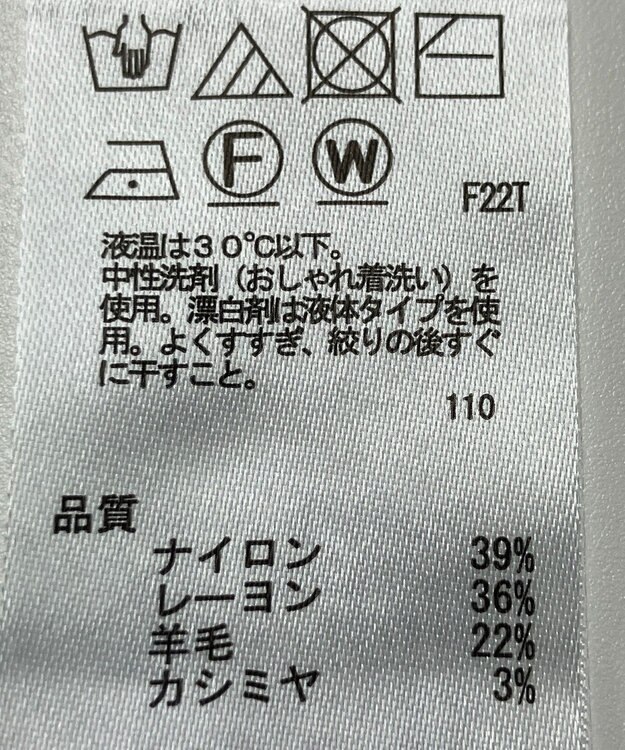 F W F22T
液温は30℃以下。
中性洗剤（おしゃれ着洗い）を
使用。漂白剤は液体タイプを使
用。よくすすぎ、絞りの後すぐ
に干すこと。
110
品質
ナイロン 39%
レーヨン 36%
羊毛 22%
カシミヤ 3%